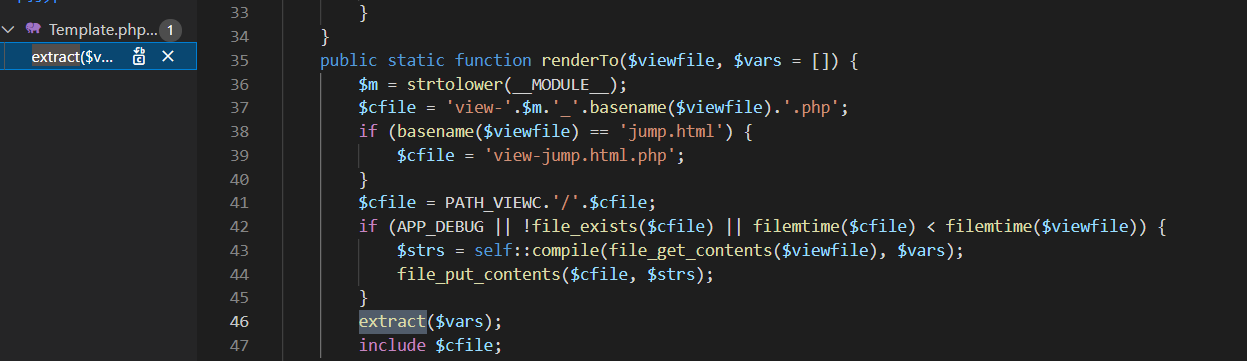 Template.php... 1
extract($v...
33 }
34 }
35 public static function renderTo($viewfile, $vars = []) {
36 $m = strtolower(__MODULE__);
37 $cfile = 'view-'.$m.'_'.basename($viewfile).'.php';
38 if (basename($viewfile) == 'jump.html') {
39 $cfile = 'view-jump.html.php';
40 }
41 $cfile = PATH_VIEWC.'/'.$cfile;
42 if (APP_DEBUG || !file_exists($cfile) || filemtime($cfile) < filemtime($viewfile)) {
43 $strs = self::compile(file_get_contents($viewfile), $vars);
44 file_put_contents($cfile, $strs);
45 }
46 extract($vars);
47 include $cfile;